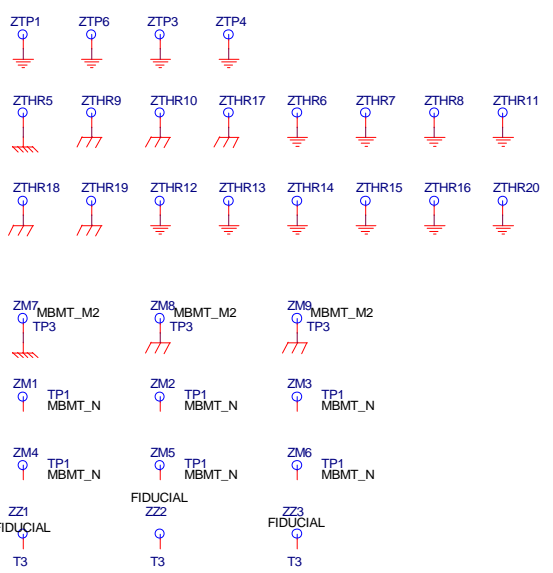 ZTP1 ZTP6 ZTP3 ZTP4
ZTHR5 ZTHR9 ZTHR10 ZTHR17 ZTHR6 ZTHR7 ZTHR8 ZTHR11
ZTHR18 ZTHR19 ZTHR12 ZTHR13 ZTHR14 ZTHR15 ZTHR16 ZTHR20
ZM7 MBMT_M2 ZM8 MBMT_M2 ZM9 MBMT_M2
TP3 TP3 TP3
ZM1 TP1 ZM2 TP1 ZM3 TP1
MBMT_N MBMT_N MBMT_N
ZM4 TP1 ZM5 TP1 ZM6 TP1
MBMT_N MBMT_N MBMT_N
FIDUCIAL
ZZ1 ZZ2 ZZ3
FIDUCIAL FIDUCIAL
T3 T3 T3